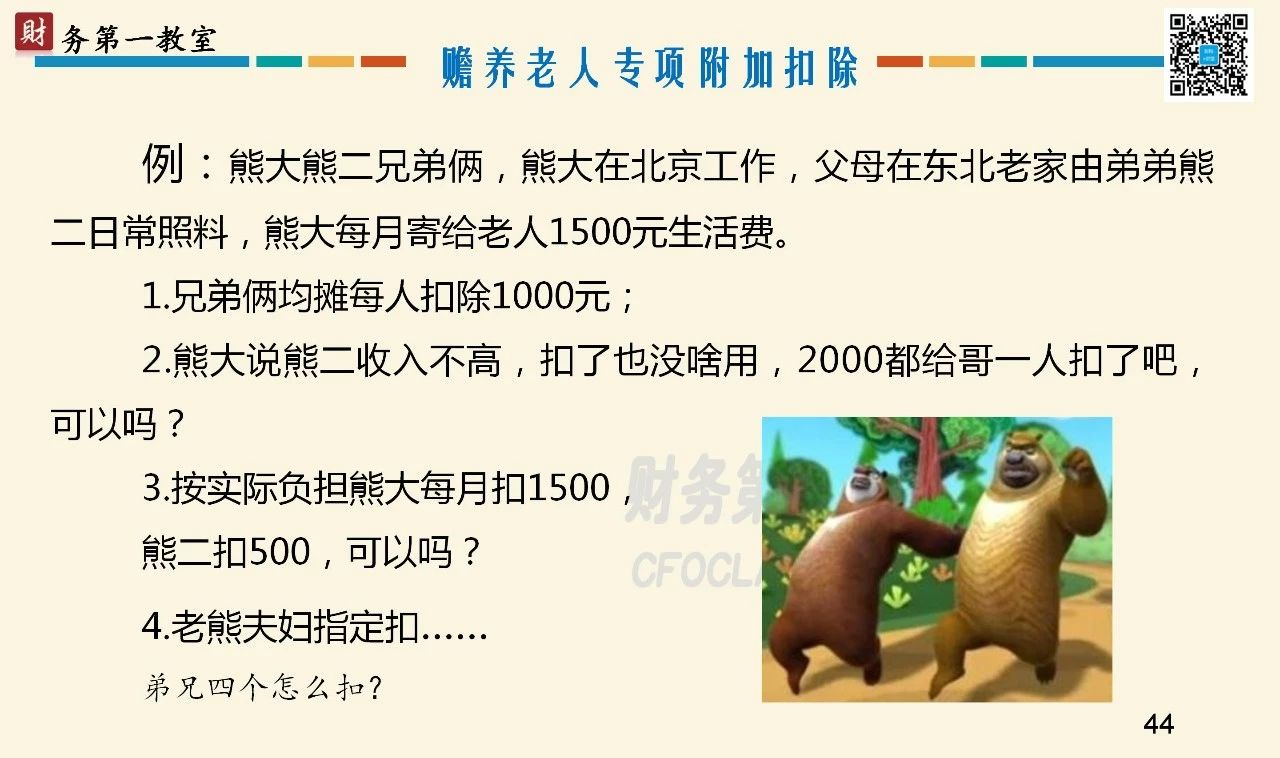 財务第一教室
赡养老人专项附加扣除
例：熊大熊二兄弟俩，熊大在北京工作，父母在东北老家由弟弟熊
二日常照料，熊大每月寄给老人1500元生活费。
1.兄弟俩均摊每人扣除1000元；
2.熊大说熊二收入不高，扣了也没啥用，2000都给哥一人扣了吧，
可以吗？
3.按实际负担熊大每月扣1500，
熊二扣500，可以吗？
4.老熊夫妇指定扣……
弟兄四个怎么扣?
财务第
CFOCLA
44